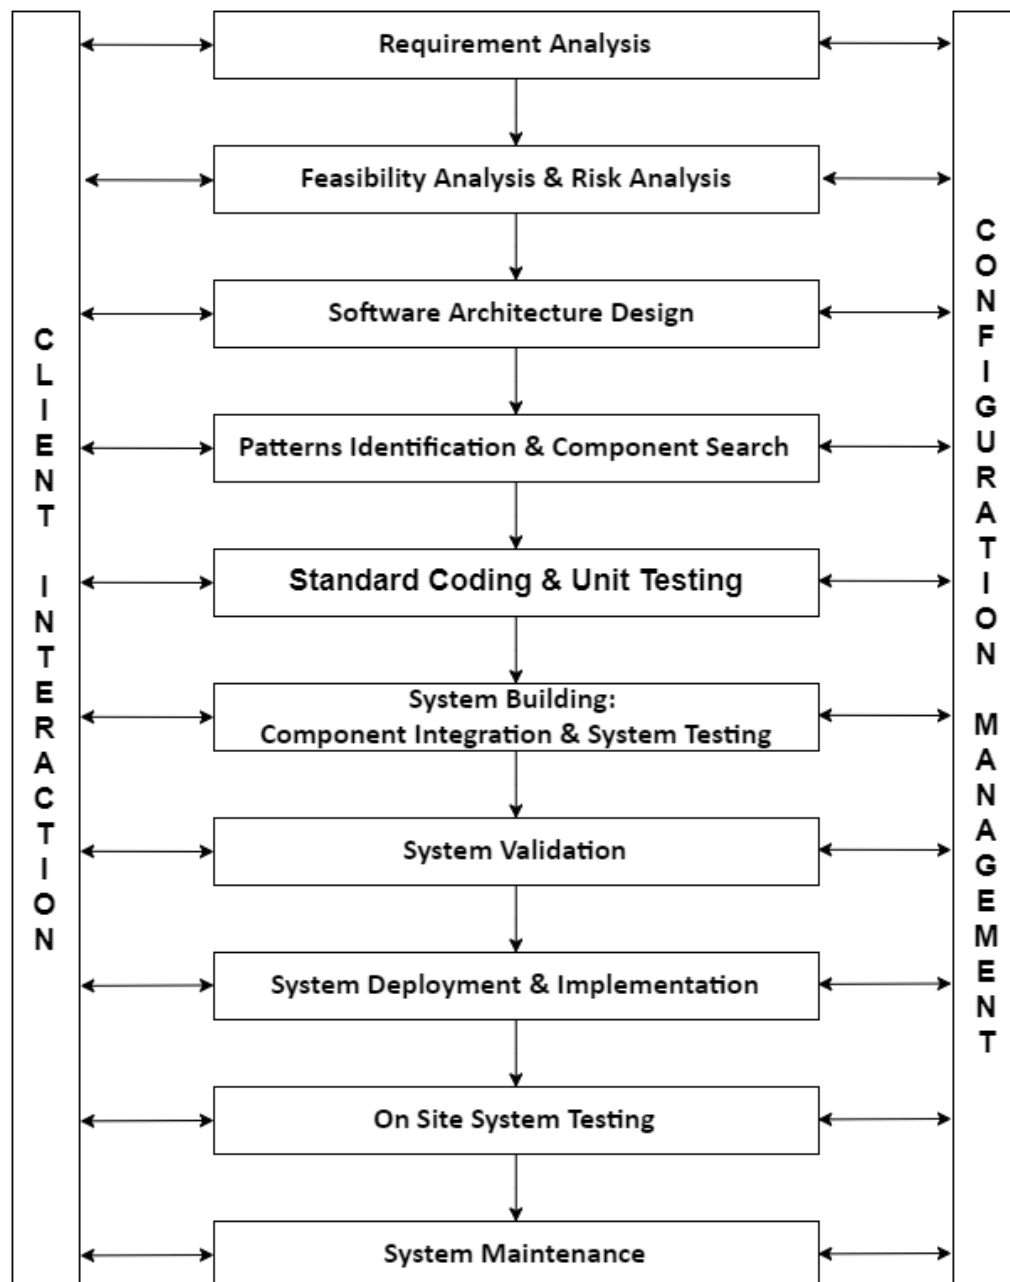 Requirement Analysis
Feasibility Analysis & Risk Analysis
Software Architecture Design
Patterns Identification & Component Search
Standard Coding & Unit Testing
System Building:
Component Integration & System Testing
System Validation
System Deployment & Implementation
On Site System Testing
System Maintenance
CLIENT INTERACTION
CONFIGURATION MANAGEMENT